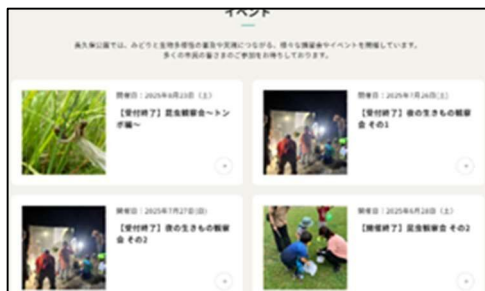 イベント
長久保公園では、みどりと生物多様性の普及や実践につながる、様々な講習会やイベントを開催しています。
多くの市民の皆さまのご参加をお待ちしております。
開催日：2025年8月23日（土）
【受付終了】昆虫観察会～トン
ボ編～
開催日：2025年7月26日(土)
【受付終了】夜の生きもの観察
会 その1
開催日：2025年7月27日(日)
【受付終了】夜の生きもの観察
会 その2
開催日：2025年6月28日（土）
【開催終了】昆虫観察会 その2